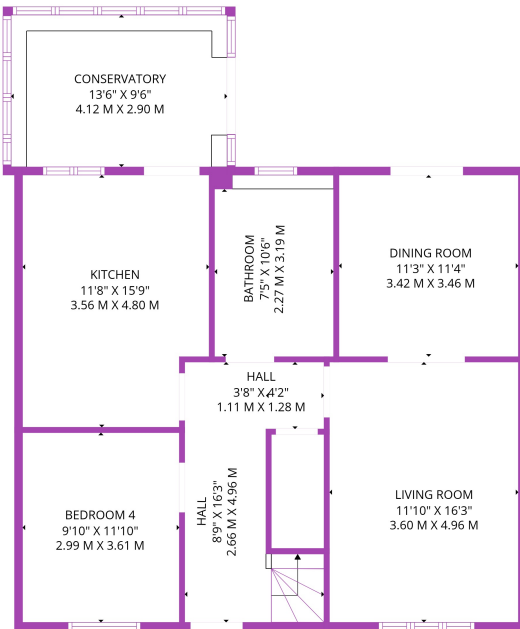 CONSERVATORY
13'6" X 9'6"
4.12 M X 2.90 M
KITCHEN
11'8" X 15'9"
3.56 M X 4.80 M
BATHROOM
7'5" X 10'6"
2.27 M X 3.19 M
DINING ROOM
11'3" X 11'4"
3.42 M X 3.46 M
HALL
3'8" X 4'2"
1.11 M X 1.28 M
BEDROOM 4
9'10" X 11'10"
2.99 M X 3.61 M
HALL
8'9" X 16'3"
2.66 M X 4.96 M
LIVING ROOM
11'10" X 16'3"
3.60 M X 4.96 M